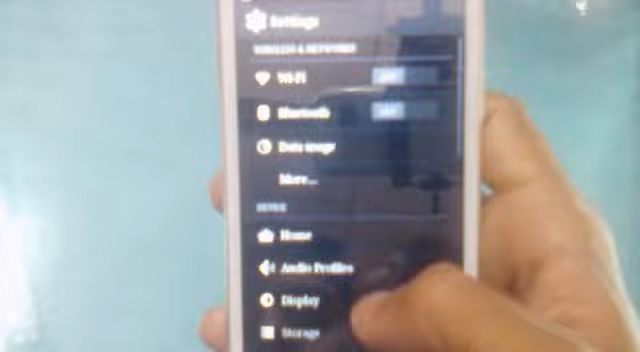 Settings
WIRELESS & NETWORKS
Wi-Fi
Bluetooth
Data usage
More...
DEVICE
Home
Audio Profiles
Display
Storage